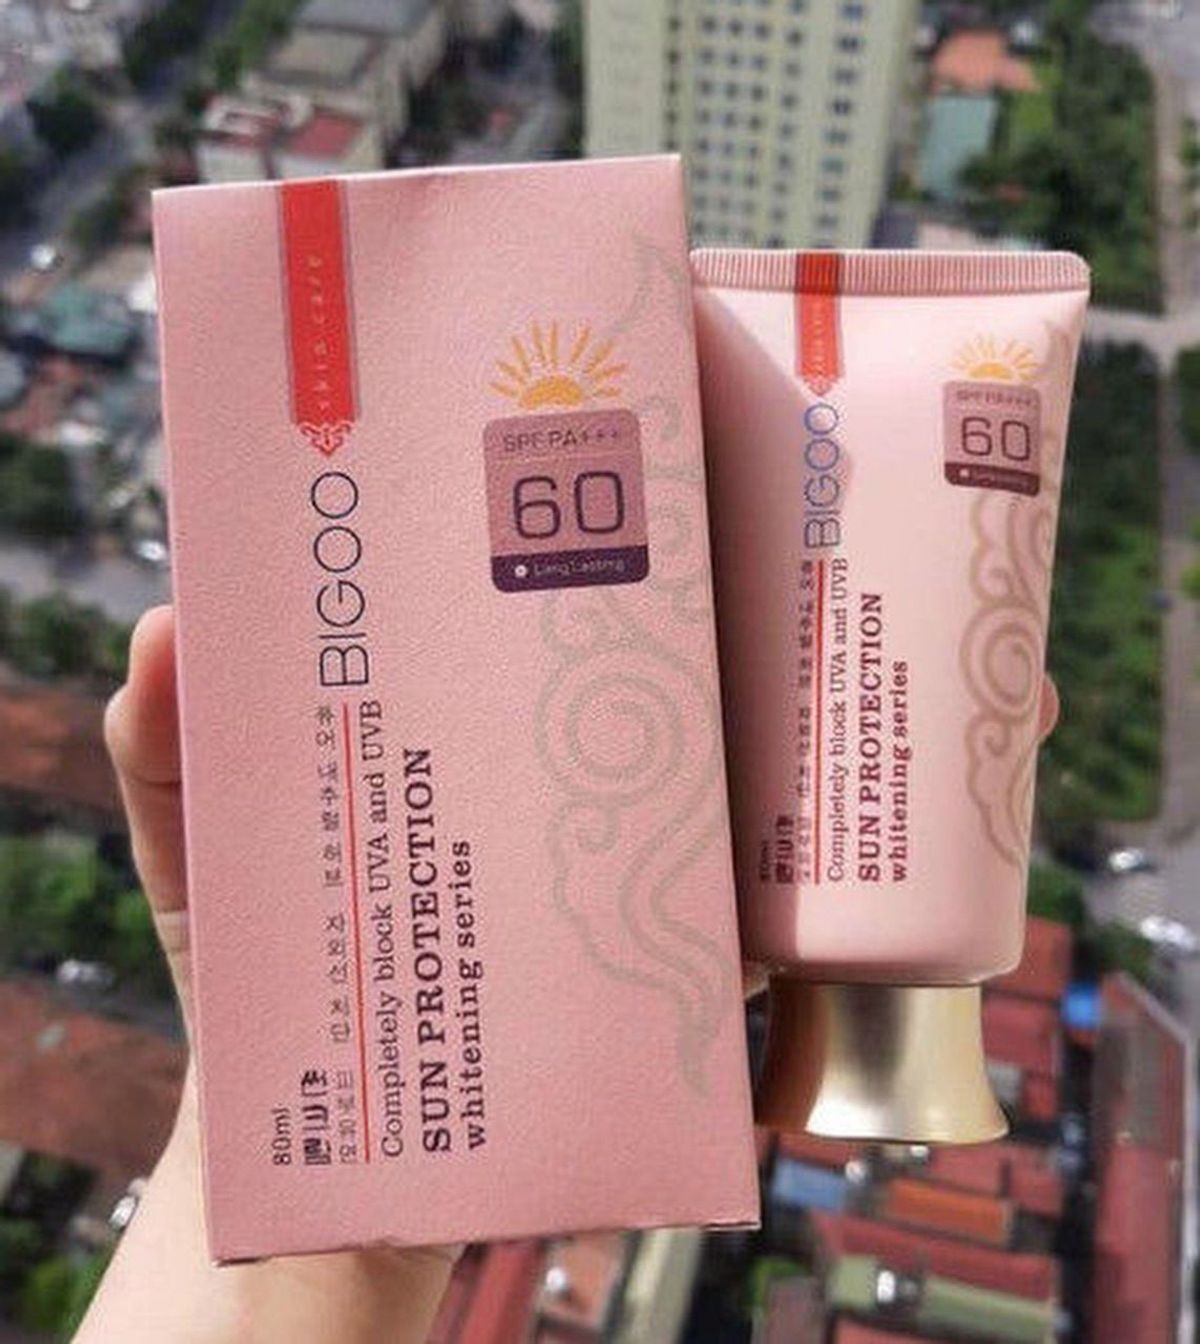 skin care
BIGOO
SPF PA+++
60
Long Lasting
Completely block UVA and UVB
SUN PROTECTION
whitening series
80ml
BIGOO
SPF PA+++
60
Completely block UVA and UVB
SUN PROTECTION
whitening series
80ml